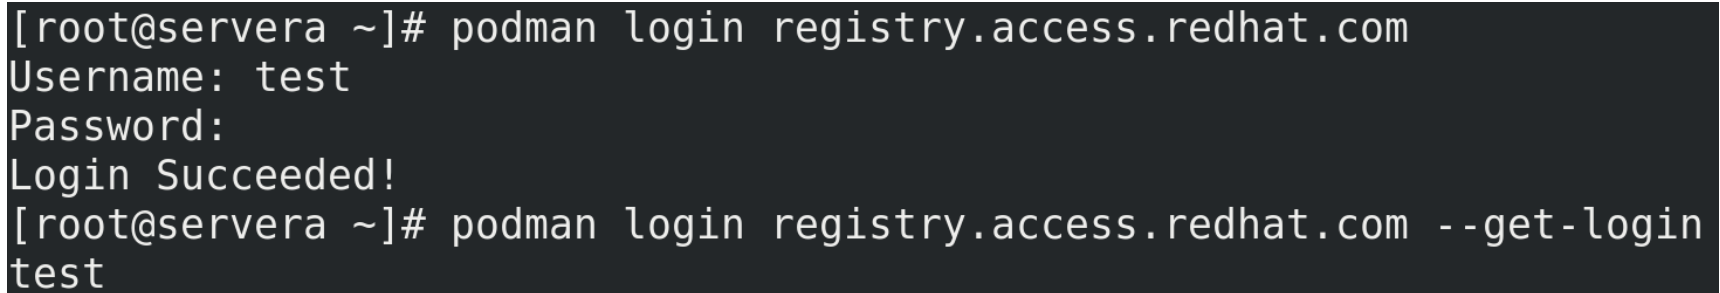 [root@servera ~]# podman login registry.access.redhat.com
Username: test
Password:
Login Succeeded!
[root@servera ~]# podman login registry.access.redhat.com --get-login
test